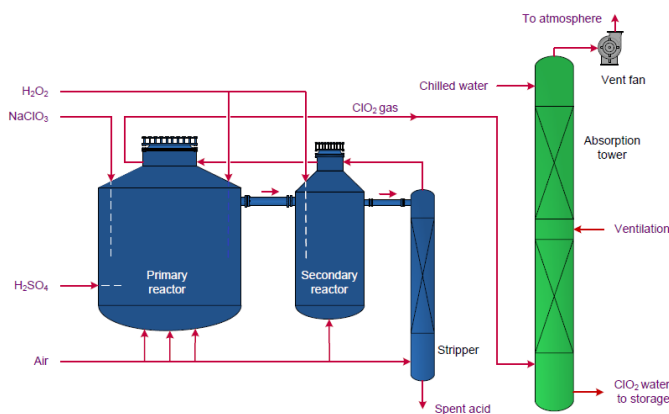 To atmosphere
Vent fan
Chilled water
H₂O₂
NaClO₃
ClO₂ gas
Absorption
tower
Ventilation
Primary
reactor
Secondary
reactor
H₂SO₄
Stripper
Air
Spent acid
ClO₂ water
to storage